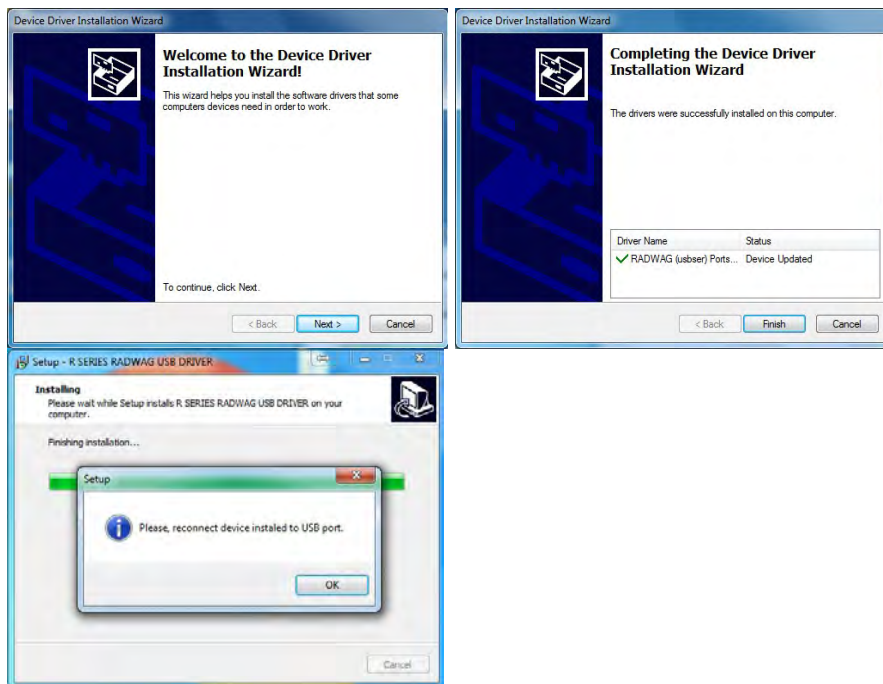 Device Driver Installation Wizard
Welcome to the Device Driver
Installation Wizard!
This wizard helps you install the software drivers that some
computers devices need in order to work.
To continue, click Next.
< Back
Next >
Cancel
Device Driver Installation Wizard
Completing the Device Driver
Installation Wizard
The drivers were successfully installed on this computer.
Driver Name Status
RADWAG (usbser) Ports... Device Updated
< Back
Finish
Cancel
Setup - R SERIES RADWAG USB DRIVER
Installing
Please wait while Setup installs R SERIES RADWAG USB DRIVER on your
computer.
Finishing installation...
Setup
Please, reconnect device instaled to USB port.
OK
Cancel